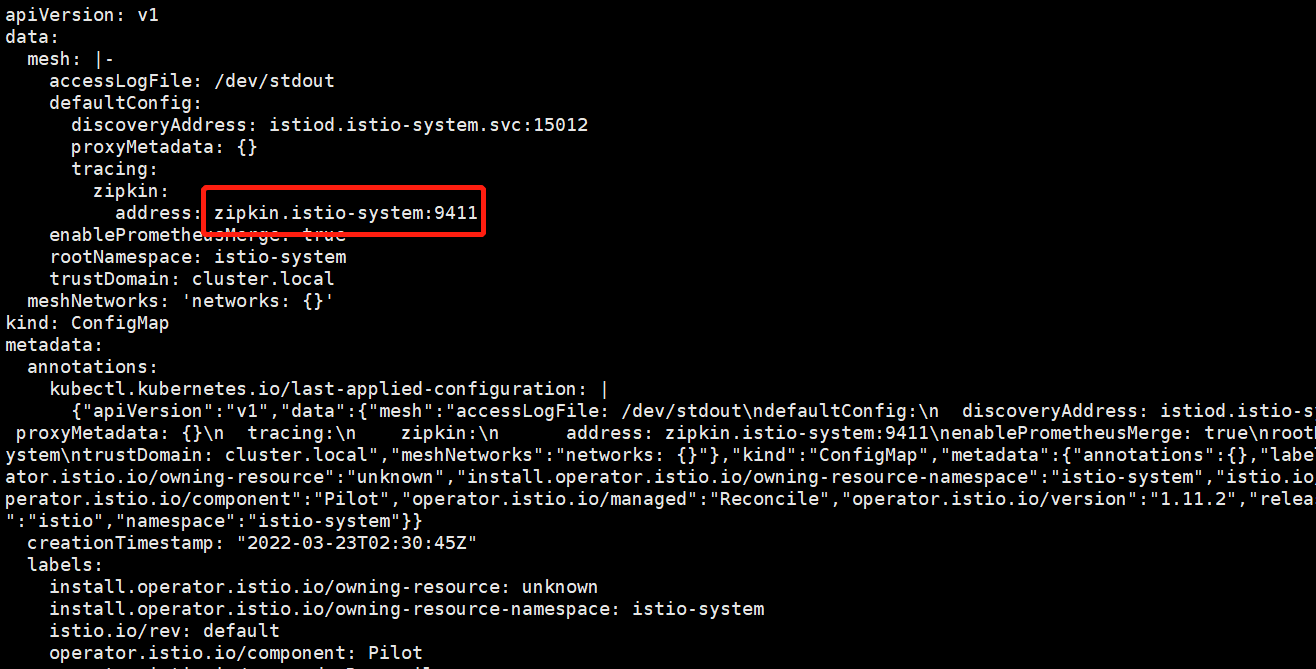 apiVersion: v1
data:
  mesh: |-
    accessLogFile: /dev/stdout
    defaultConfig:
      discoveryAddress: istiod.istio-system.svc:15012
      proxyMetadata: {}
      tracing:
        zipkin:
          address: zipkin.istio-system:9411
    enablePrometheusMerge: true
    rootNamespace: istio-system
    trustDomain: cluster.local
  meshNetworks: 'networks: {}'
kind: ConfigMap
metadata:
  annotations:
    kubectl.kubernetes.io/last-applied-configuration: |
      {"apiVersion":"v1","data":{"mesh":"accessLogFile: /dev/stdout\ndefaultConfig:\n  discoveryAddress: istiod.istio-s
 proxyMetadata: {}\n  tracing:\n    zipkin:\n      address: zipkin.istio-system:9411\nenablePrometheusMerge: true\nroot
ystem\ntrustDomain: cluster.local","meshNetworks":"networks: {}"},"kind":"ConfigMap","metadata":{"annotations":{},"labe
ator.istio.io/owning-resource":"unknown","install.operator.istio.io/owning-resource-namespace":"istio-system","istio.io
perator.istio.io/component":"Pilot","operator.istio.io/managed":"Reconcile","operator.istio.io/version":"1.11.2","relea
":"istio","namespace":"istio-system"}}
  creationTimestamp: "2022-03-23T02:30:45Z"
  labels:
    install.operator.istio.io/owning-resource: unknown
    install.operator.istio.io/owning-resource-namespace: istio-system
    istio.io/rev: default
    operator.istio.io/component: Pilot